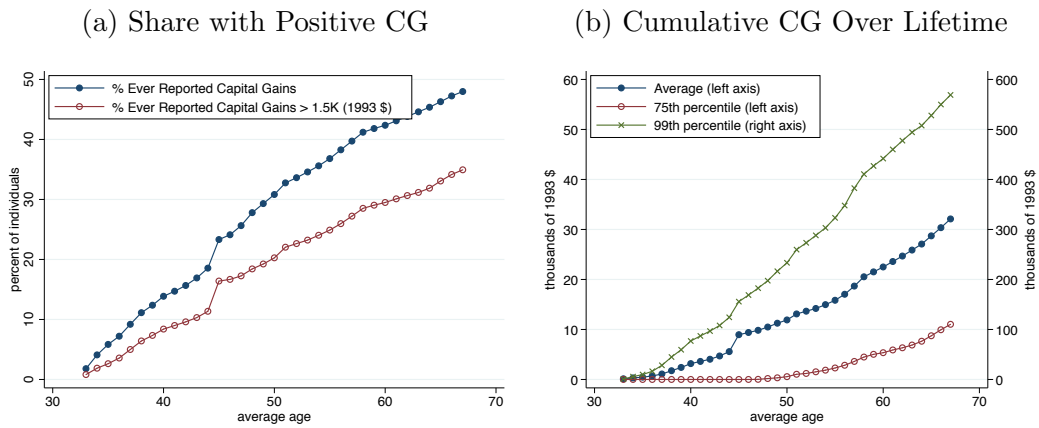 (a) Share with Positive CG
% Ever Reported Capital Gains
% Ever Reported Capital Gains > 1.5K (1993 $)
percent of individuals
50
40
30
20
10
0
30 40 50 60 70
average age
(b) Cumulative CG Over Lifetime
Average (left axis)
75th percentile (left axis)
99th percentile (right axis)
thousands of 1993 $
60
50
40
30
20
10
0
600
500
400
300
200
100
0
thousands of 1993 $
30 40 50 60 70
average age